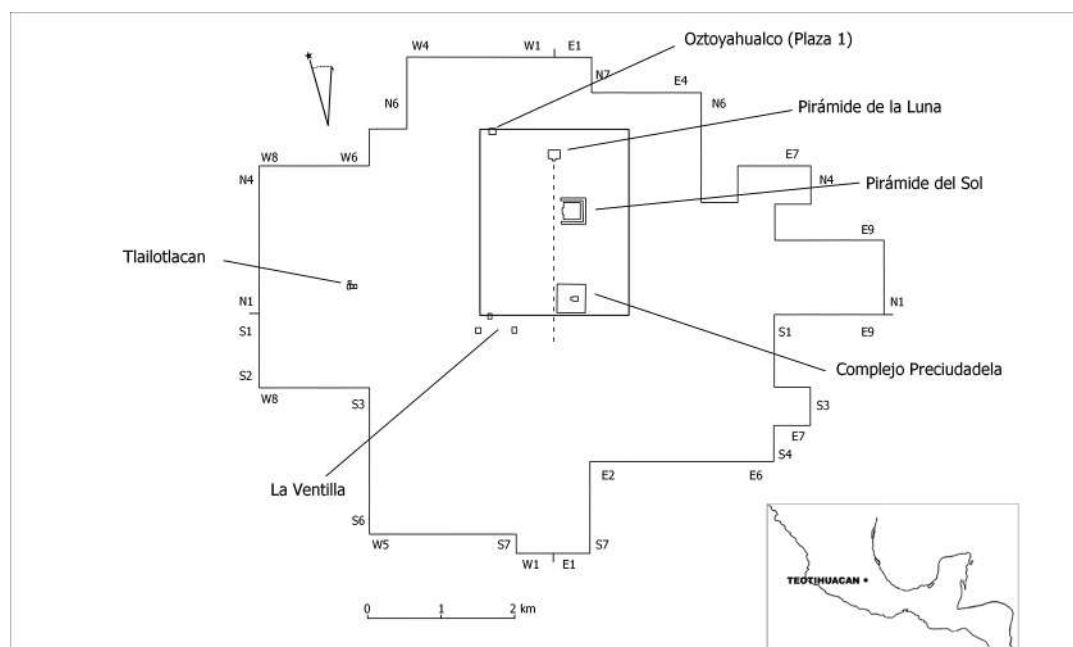 Oztoyahualco (Plaza 1)
W4
W1
E1
N7
E4
N6
N6
Pirámide de la Luna
W8
W6
E7
N4
N4
Pirámide del Sol
E9
Tlailotlacan
N1
N1
S1
S1
E9
Complejo Preciudadela
S2
W8
S3
S3
E7
S4
E2
E6
La Ventilla
S6
W5
S7
S7
W1
E1
TEOTIHUACAN
0
1
2 km